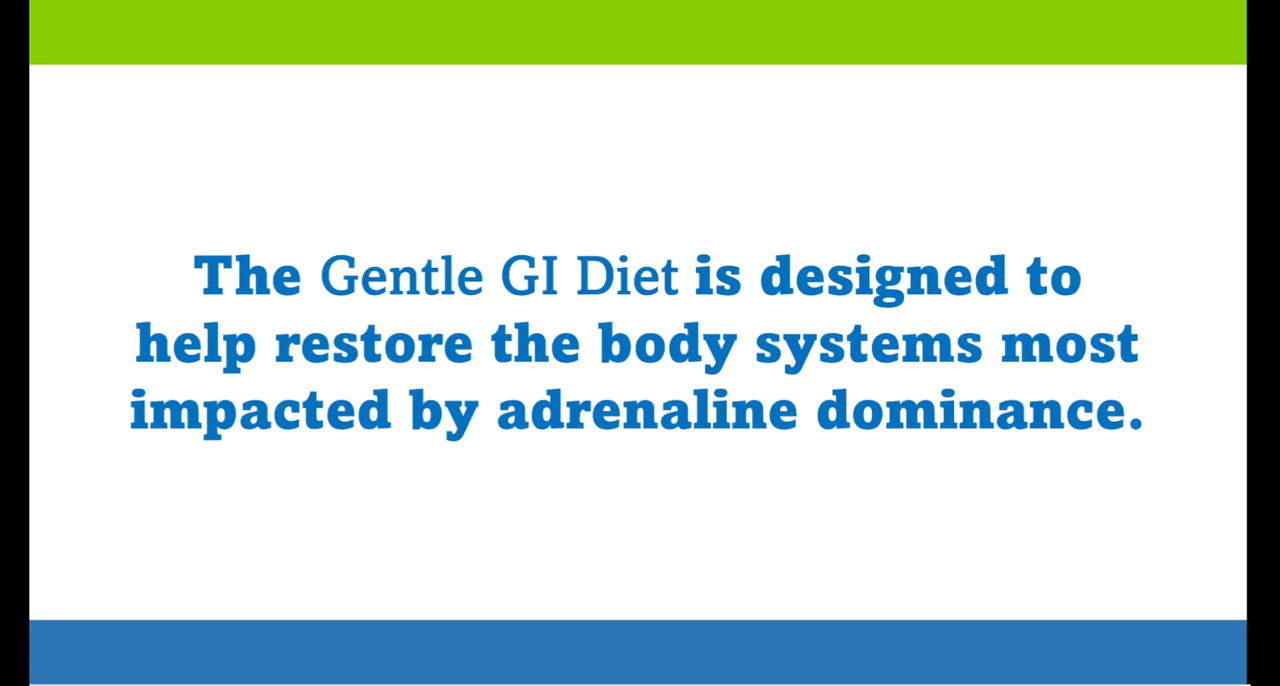 The Gentle GI Diet is designed to
help restore the body systems most
impacted by adrenaline dominance.